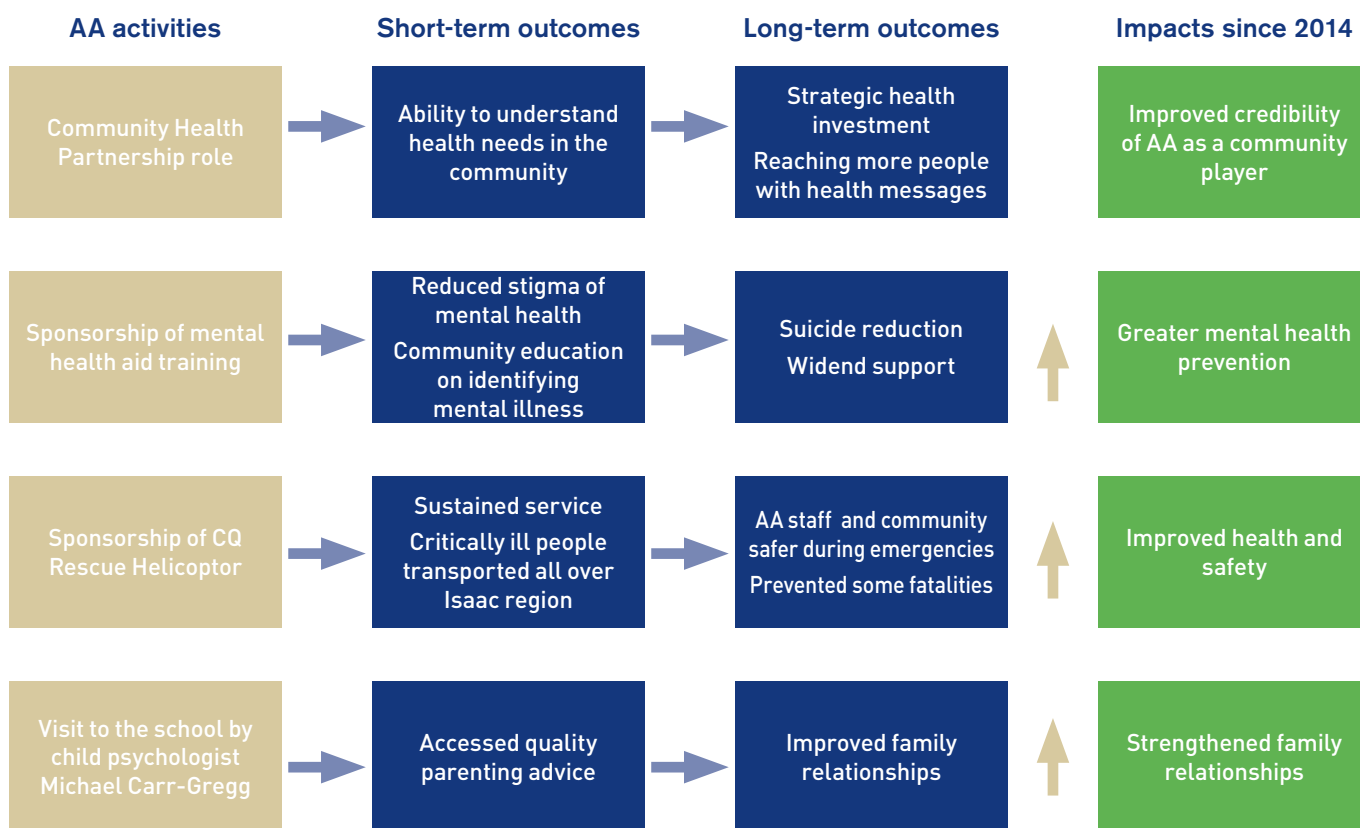 AA activities
Short-term outcomes
Long-term outcomes
Impacts since 2014
Community Health
Partnership role
Ability to understand
health needs in the
community
Strategic health
investment
Reaching more people
with health messages
Improved credibility
of AA as a community
player
Sponsorship of mental
health aid training
Reduced stigma of
mental health
Community education
on identifying
mental illness
Suicide reduction
Widend support
Greater mental health
prevention
Sponsorship of CQ
Rescue Helicoptor
Sustained service
Critically ill people
transported all over
Isaac region
AA staff and community
safer during emergencies
Prevented some fatalities
Improved health and
safety
Visit to the school by
child psychologist
Michael Carr-Gregg
Accessed quality
parenting advice
Improved family
relationships
Strengthened family
relationships